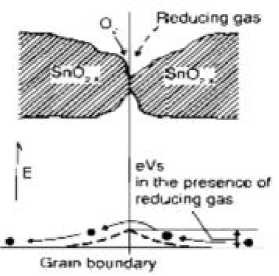 O₂ Reducing gas
SnO₂₋ₓ SnO₂₋ₓ
E
eVs
in the presence of
reducing gas
Grain boundary